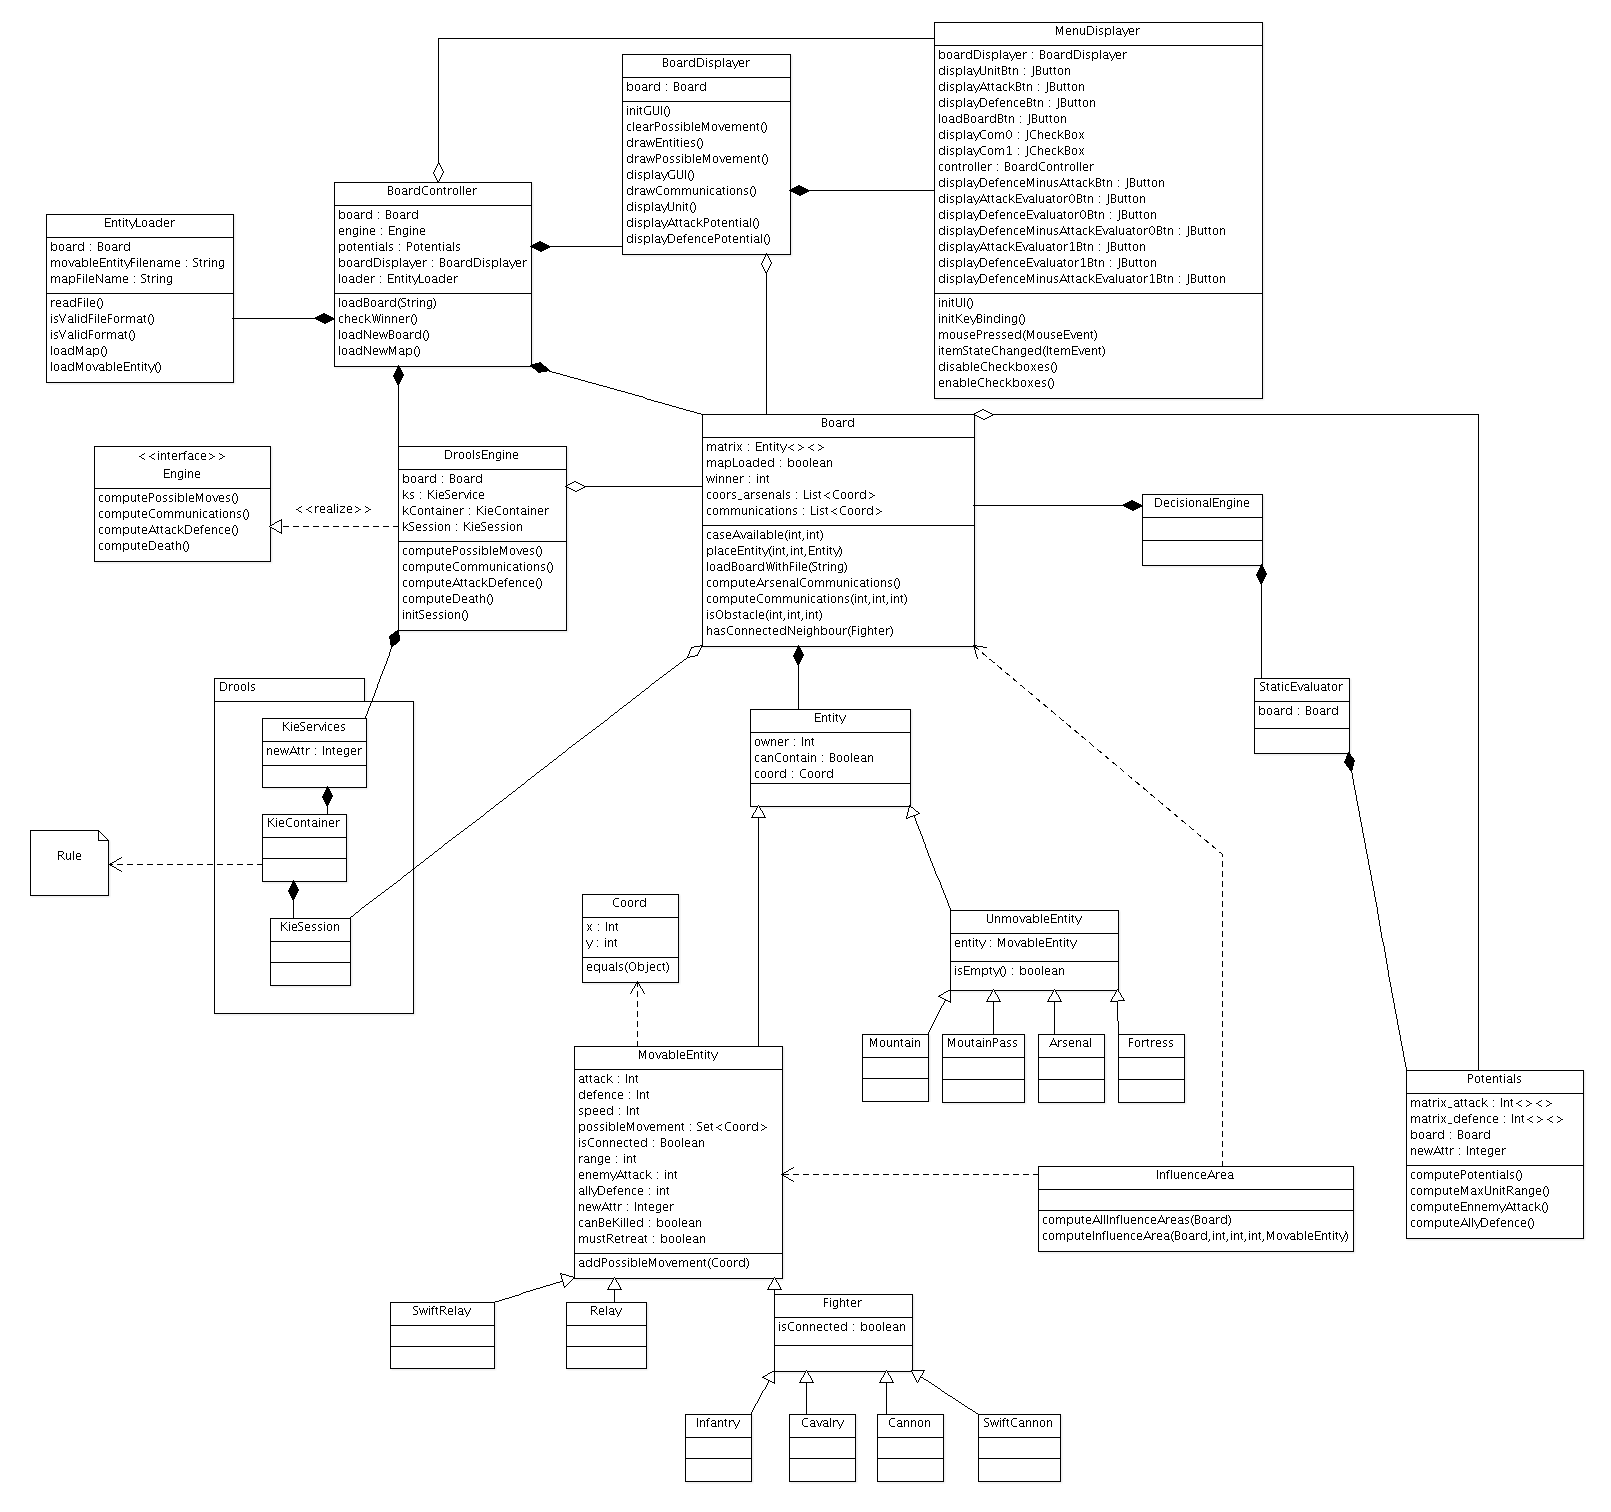 MenuDisplayer
boardDisplayer : BoardDisplayer
displayUnitBtn : JButton
displayAttackBtn : JButton
displayDefenceBtn : JButton
loadBoardBtn : JButton
displayCom0 : JCheckBox
displayCom1 : JCheckBox
controller : BoardController
displayDefenceMinusAttackBtn : JButton
displayAttackEvaluator0Btn : JButton
displayDefenceEvaluator0Btn : JButton
displayDefenceMinusAttackEvaluator0Btn : JButton
displayAttackEvaluator1Btn : JButton
displayDefenceEvaluator1Btn : JButton
displayDefenceMinusAttackEvaluator1Btn : JButton
initUI()
initKeyBinding()
mousePressed(MouseEvent)
itemStateChanged(ItemEvent)
disableCheckboxes()
enableCheckboxes()
BoardDisplayer
board : Board
initGUI()
clearPossibleMovement()
drawEntities()
drawPossibleMovement()
displayGUI()
drawCommunications()
displayUnit()
displayAttackPotential()
displayDefencePotential()
BoardController
board : Board
engine : Engine
potentials : Potentials
boardDisplayer : BoardDisplayer
loader : EntityLoader
loadBoard(String)
checkWinner()
loadNewBoard()
loadNewMap()
EntityLoader
board : Board
movableEntityFilename : String
mapFileName : String
readFile()
isValidFileFormat()
isValidFormat()
loadMap()
loadMovableEntity()
<<interface>>
Engine
computePossibleMoves()
computeCommunications()
computeAttackDefence()
computeDeath()
<<realize>>
DroolsEngine
board : Board
ks : KieService
kContainer : KieContainer
kSession : KieSession
computePossibleMoves()
computeCommunications()
computeAttackDefence()
computeDeath()
initSession()
Board
matrix : Entity<><>
mapLoaded : boolean
winner : int
coors_arsenals : List<Coord>
communications : List<Coord>
caseAvailable(int,int)
placeEntity(int,int,Entity)
loadBoardWithFile(String)
computeArsenalCommunications()
computeCommunications(int,int,int)
isObstacle(int,int,int)
hasConnectedNeighbour(Fighter)
DecisionalEngine
StaticEvaluator
board : Board
Drools
KieServices
newAttr : Integer
KieContainer
KieSession
Rule
Entity
owner : Int
canContain : Boolean
coord : Coord
Coord
x : Int
y : int
equals(Object)
UnmovableEntity
entity : MovableEntity
isEmpty() : boolean
Mountain
MoutainPass
Arsenal
Fortress
MovableEntity
attack : Int
defence : Int
speed : Int
possibleMovement : Set<Coord>
isConnected : Boolean
range : int
enemyAttack : int
allyDefence : int
newAttr : Integer
canBeKilled : boolean
mustRetreat : boolean
addPossibleMovement(Coord)
Potentials
matrix_attack : Int<><>
matrix_defence : Int<><>
board : Board
newAttr : Integer
computePotentials()
computeMaxUnitRange()
computeEnnemyAttack()
computeAllyDefence()
InfluenceArea
computeAllInfluenceAreas(Board)
computeInfluenceArea(Board,int,int,int,MovableEntity)
SwiftRelay
Relay
Fighter
isConnected : boolean
Infantry
Cavalry
Cannon
SwiftCannon